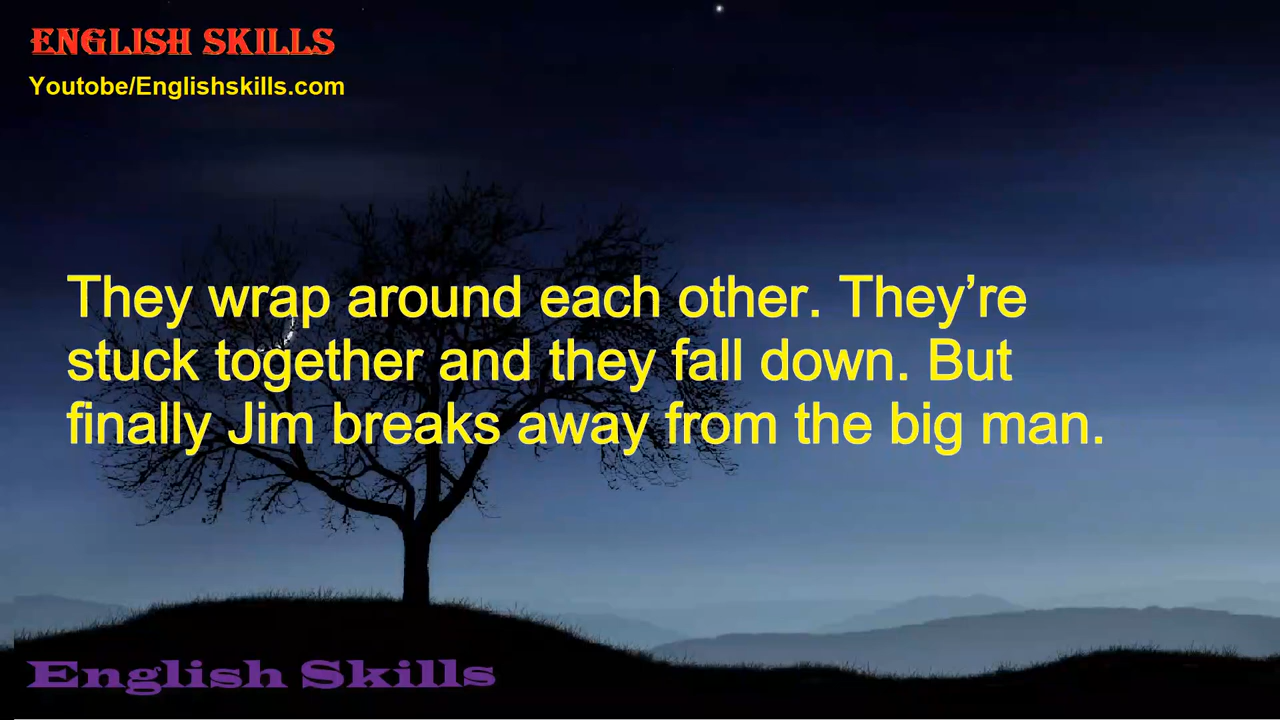 ENGLISH SKILLS
Youtobe/Englishskills.com
They wrap around each other. They’re
stuck together and they fall down. But
finally Jim breaks away from the big man.
English Skills